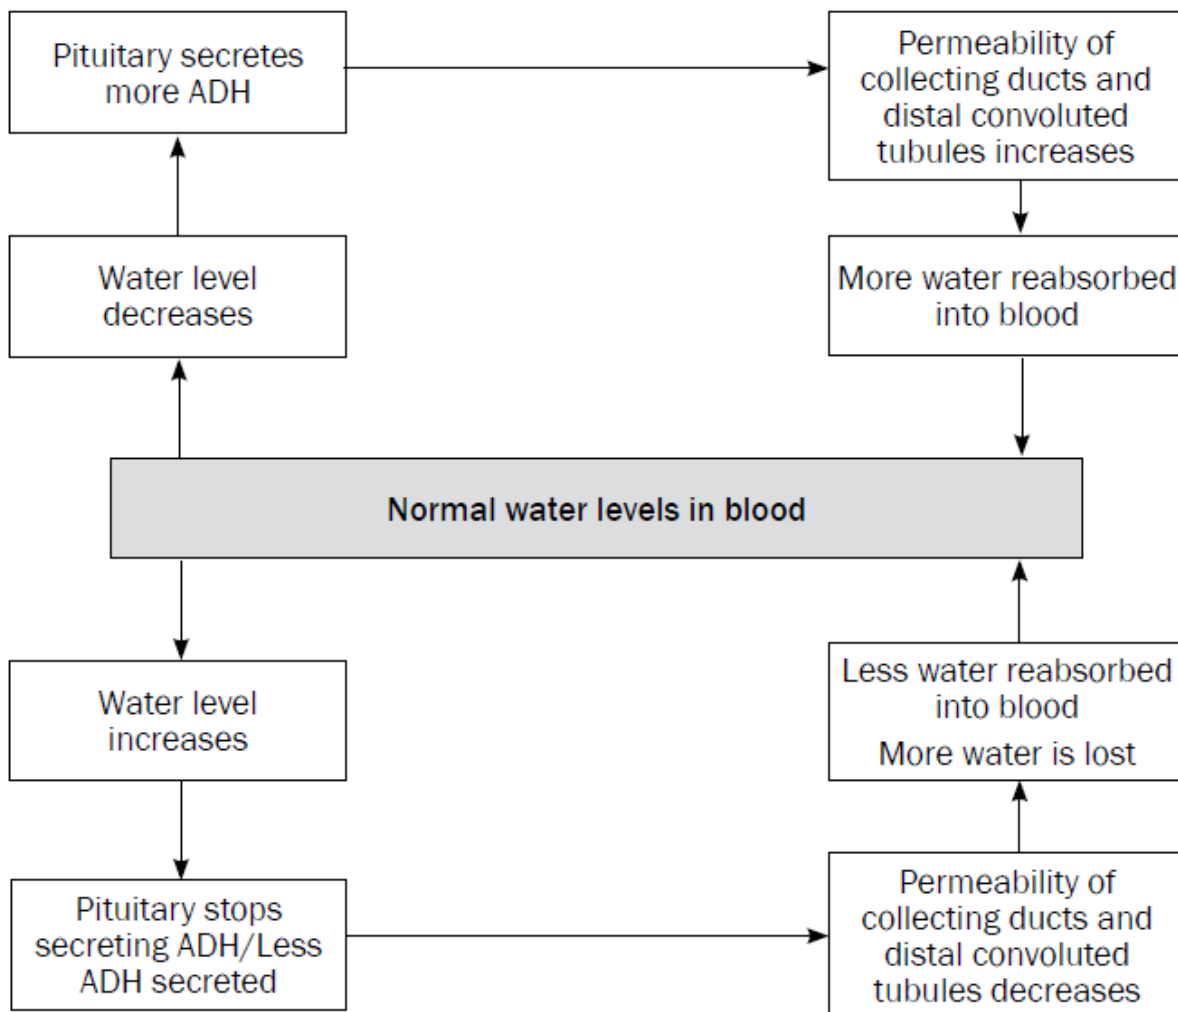 Pituitary secretes
more ADH
Permeability of
collecting ducts and
distal convoluted
tubules increases
Water level
decreases
More water reabsorbed
into blood
Normal water levels in blood
Water level
increases
Less water reabsorbed
into blood
More water is lost
Pituitary stops
secreting ADH/Less
ADH secreted
Permeability of
collecting ducts and
distal convoluted
tubules decreases